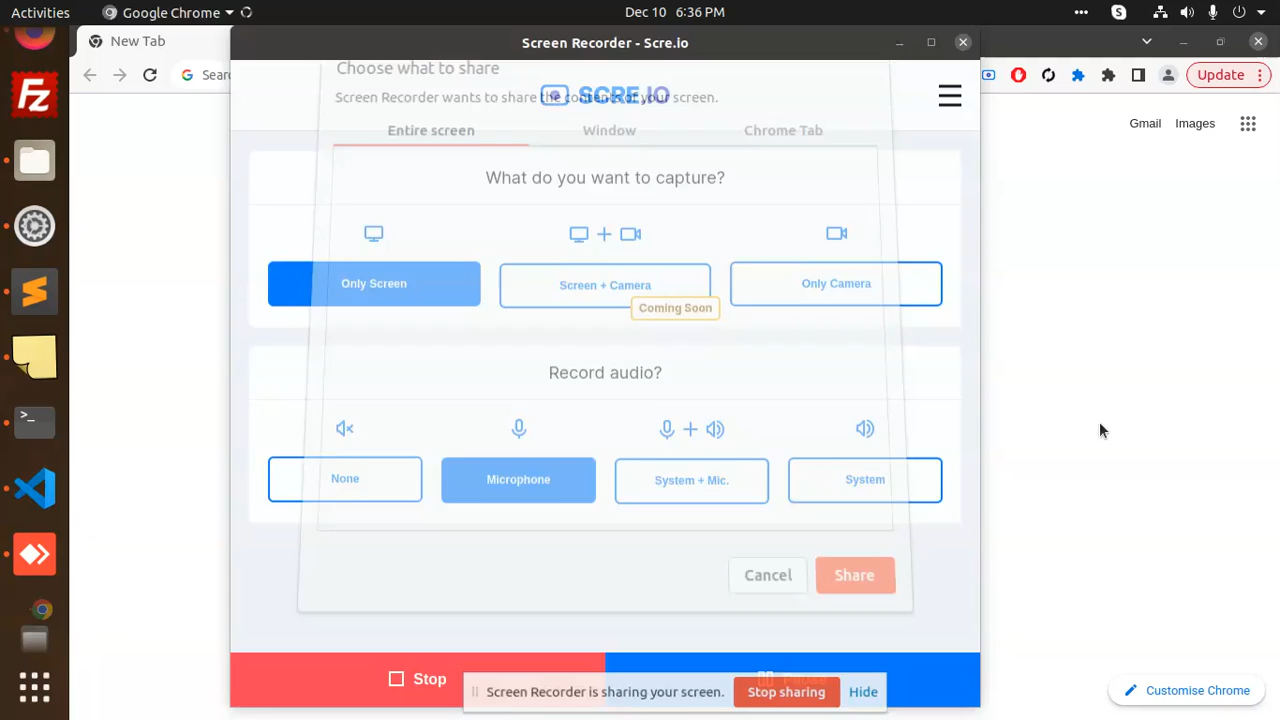 Activities Google Chrome Dec 10 6:36 PM
New Tab
Screen Recorder - Scre.io
Sear
Update
Choose what to share
SCRE.IO
Screen Recorder wants to share the contents of your screen.
Gmail Images
Entire screen Window Chrome Tab
What do you want to capture?
Only Screen Screen + Camera Only Camera
Coming Soon
Record audio?
None Microphone System + Mic. System
Cancel Share
Stop Pause
Screen Recorder is sharing your screen. Stop sharing Hide
Customise Chrome